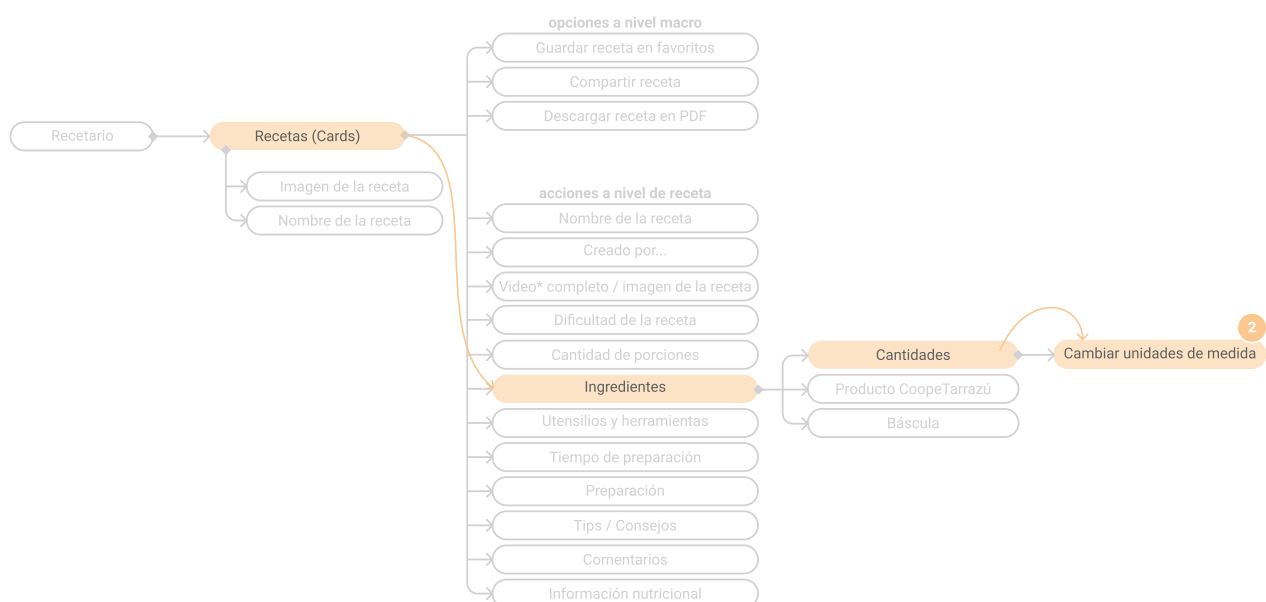 opciones a nivel macro
Guardar receta en favoritos
Compartir receta
Descargar receta en PDF
Recetario
Recetas (Cards)
Imagen de la receta
Nombre de la receta
acciones a nivel de receta
Nombre de la receta
Creado por...
Video* completo / imagen de la receta
Dificultad de la receta
Cantidad de porciones
Ingredientes
Utensilios y herramientas
Tiempo de preparación
Preparación
Tips / Consejos
Comentarios
Información nutricional
Cantidades
Producto CoopeTarrazú
Báscula
2
Cambiar unidades de medida